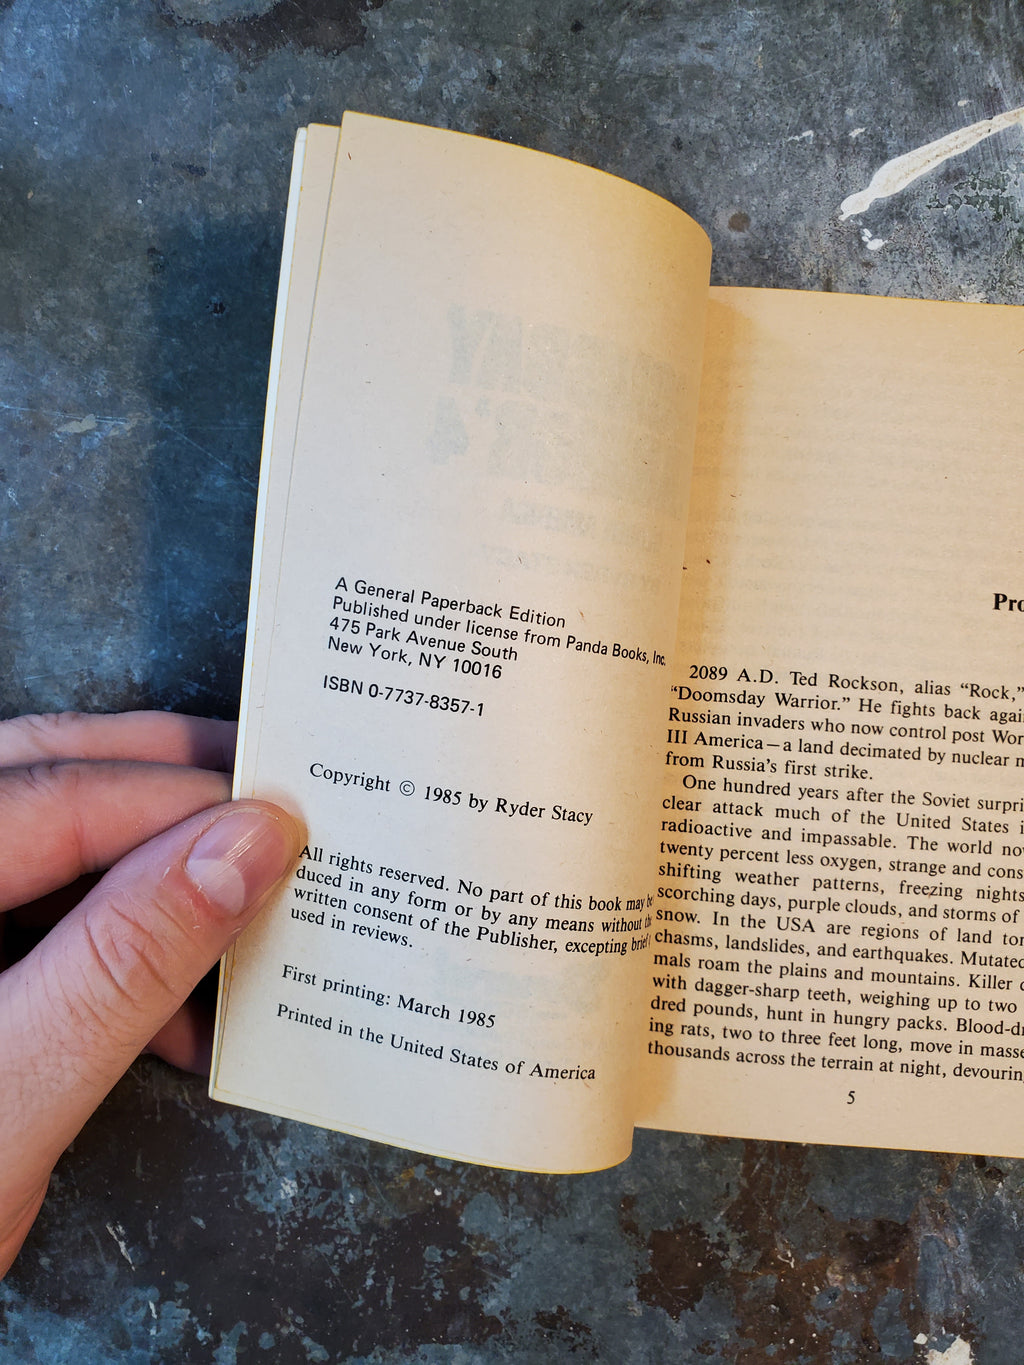 A General Paperback Edition
Published under license from Panda Books, Inc.
475 Park Avenue South
New York, NY 10016
ISBN 0-7737-8357-1
Copyright © 1985 by Ryder Stacy
All rights reserved. No part of this book may be
duced in any form or by any means without
written consent of the Publisher, excepting brief
used in reviews.
First printing: March 1985
Printed in the United States of America
Pro
2089 A.D. Ted Rockson, alias “Rock,”
“Doomsday Warrior.” He fights back agai
Russian invaders who now control post Wor
III America—a land decimated by nuclear m
from Russia’s first strike.
One hundred years after the Soviet surpri
clear attack much of the United States i
radioactive and impassable. The world no
twenty percent less oxygen, strange and cons
shifting weather patterns, freezing nights
scorching days, purple clouds, and storms of
snow. In the USA are regions of land tor
chasms, landslides, and earthquakes. Mutated
mals roam the plains and mountains. Killer
with dagger-sharp teeth, weighing up to two
dred pounds, hunt in hungry packs. Blood-dr
ing rats, two to three feet long, move in masse
thousands across the terrain at night, devourin
5